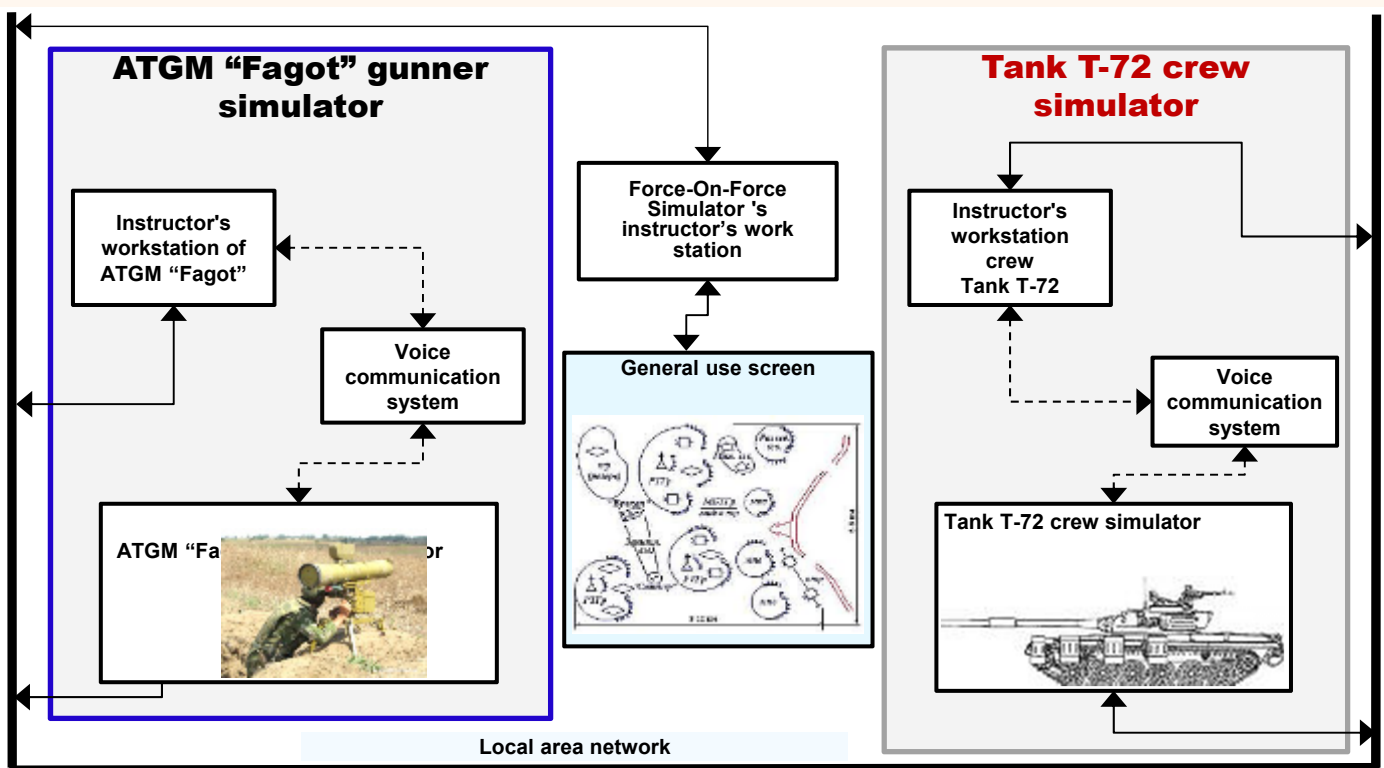 ATGM “Fagot” gunner
simulator
Tank T-72 crew
simulator
Force-On-Force
Simulator 's
instructor’s work
station
Instructor's
workstation of
ATGM “Fagot”
Instructor's
workstation
crew
Tank T-72
Voice
communication
system
General use screen
Voice
communication
system
ATGM “Fa
or
Tank T-72 crew simulator
Local area network